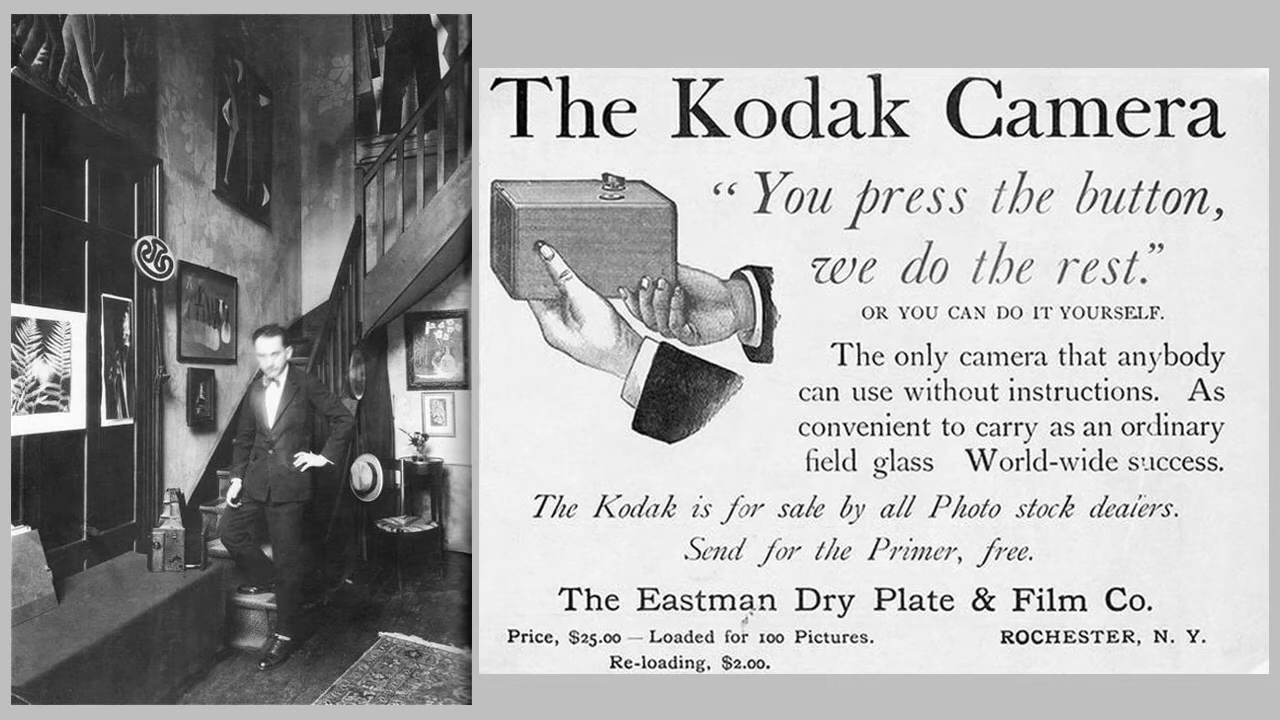 The Kodak Camera
“ You press the button,
we do the rest.”
OR YOU CAN DO IT YOURSELF.
The only camera that anybody
can use without instructions. As
convenient to carry as an ordinary
field glass World-wide success.
The Kodak is for sale by all Photo stock dealers.
Send for the Primer, free.
The Eastman Dry Plate & Film Co.
Price, $25.00 — Loaded for 100 Pictures. ROCHESTER, N. Y.
Re-loading, $2.00.